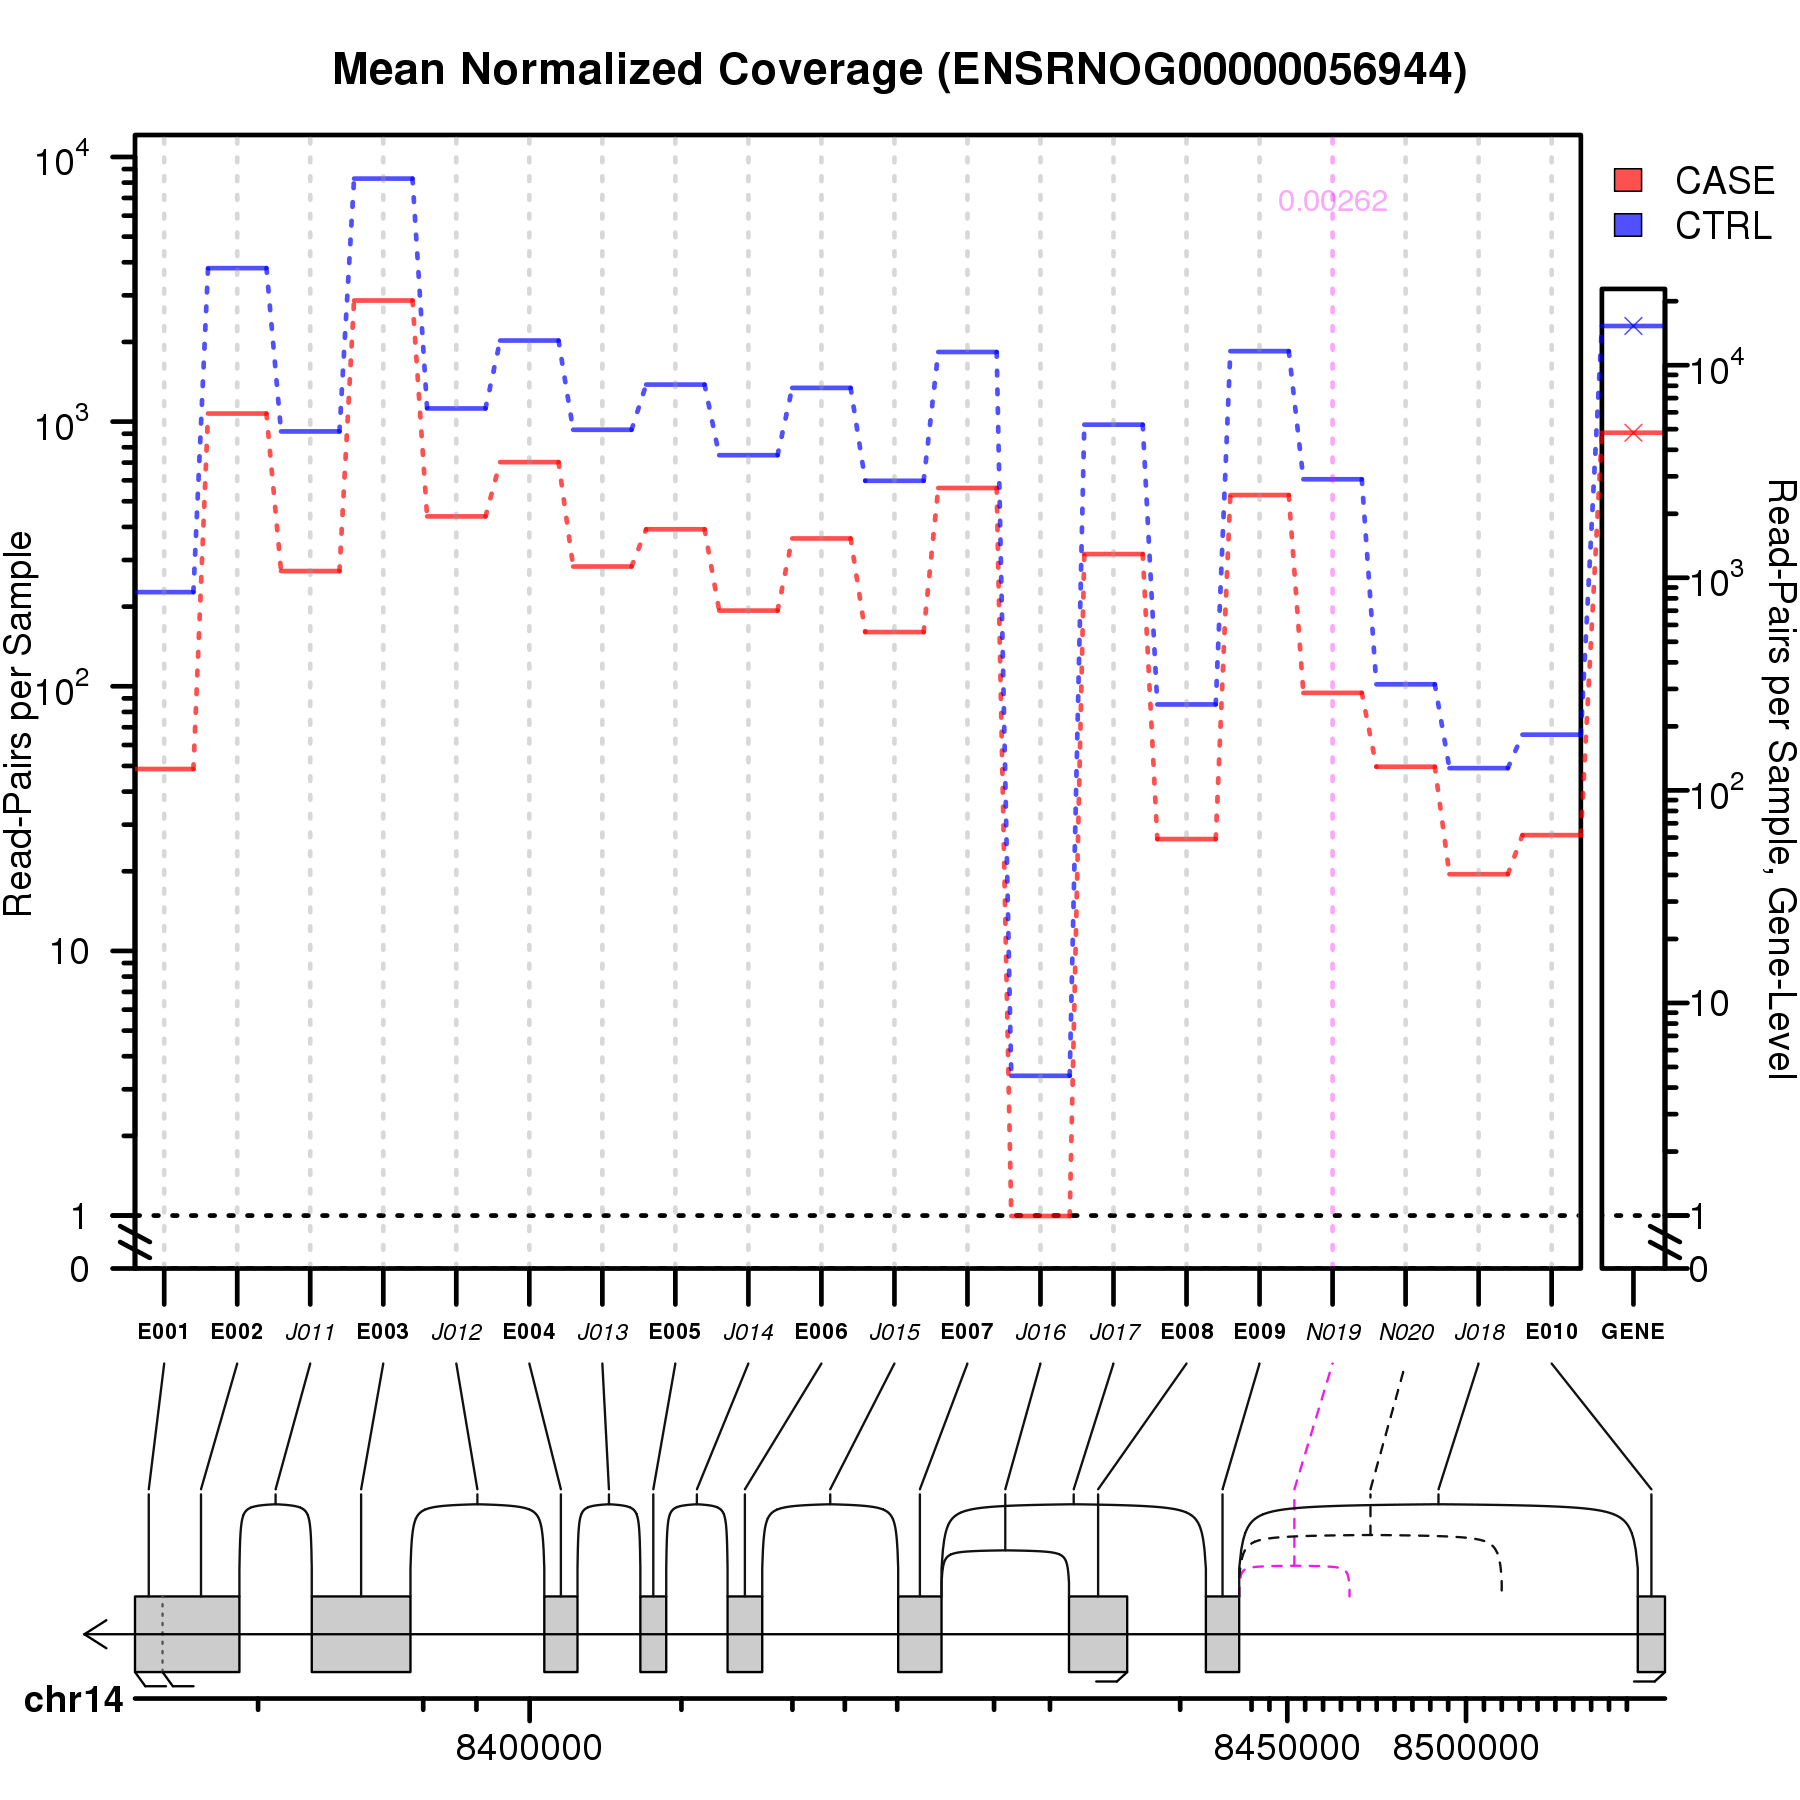 Mean Normalized Coverage (ENSRNOG00000056944)
CASE
CTRL
0.00262
Read-Pairs per Sample
10^4
10^3
10^2
10
1
0
Read-Pairs per Sample, Gene-Level
10^4
10^3
10^2
10
1
0
E001 E002 J011 E003 J012 E004 J013 E005 J014 E006 J015 E007 J016 J017 E008 E009 N019 N020 J018 E010 GENE
chr14
8400000 8450000 8500000